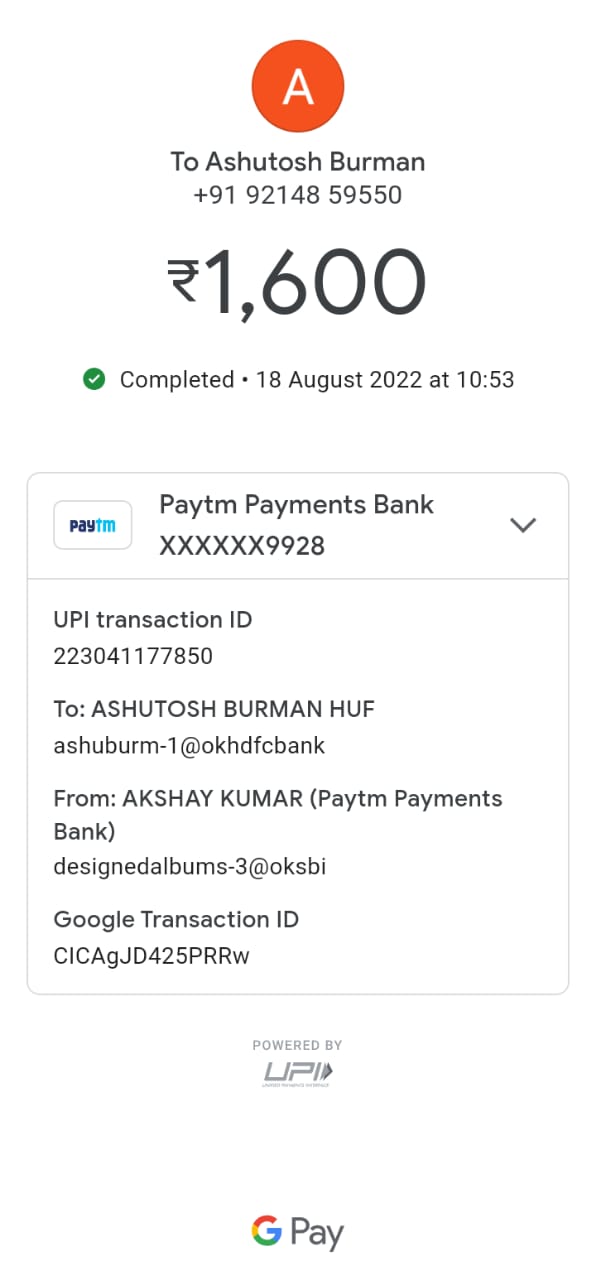 A
To Ashutosh Burman
+91 92148 59550
₹1,600
Completed • 18 August 2022 at 10:53
Paytm Payments Bank
paytm
XXXXXX9928
UPI transaction ID
223041177850
To: ASHUTOSH BURMAN HUF
ashuburm-1@okhdfcbank
From: AKSHAY KUMAR (Paytm Payments
Bank)
designedalbums-3@oksbi
Google Transaction ID
CICAgJD425PRRw
POWERED BY
UPI
UNIFIED PAYMENTS INTERFACE
G Pay